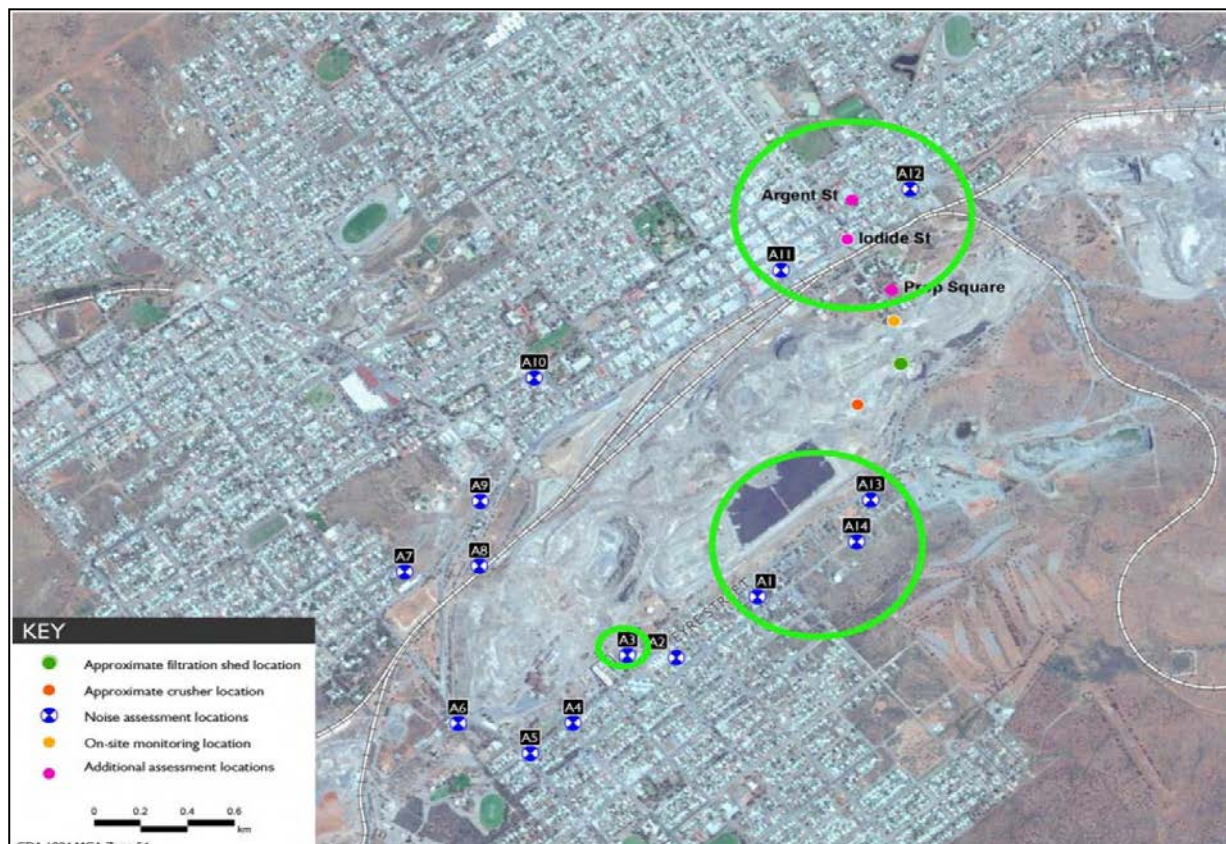 A12
Argent St
Iodide St
A11
Prop Square
A10
A13
A9
A14
A8
A7
A1
EYRE STREET
A3
A2
A6
A4
A5
KEY
Approximate filtration shed location
Approximate crusher location
Noise assessment locations
On-site monitoring location
Additional assessment locations
0 0.2 0.4 0.6
km